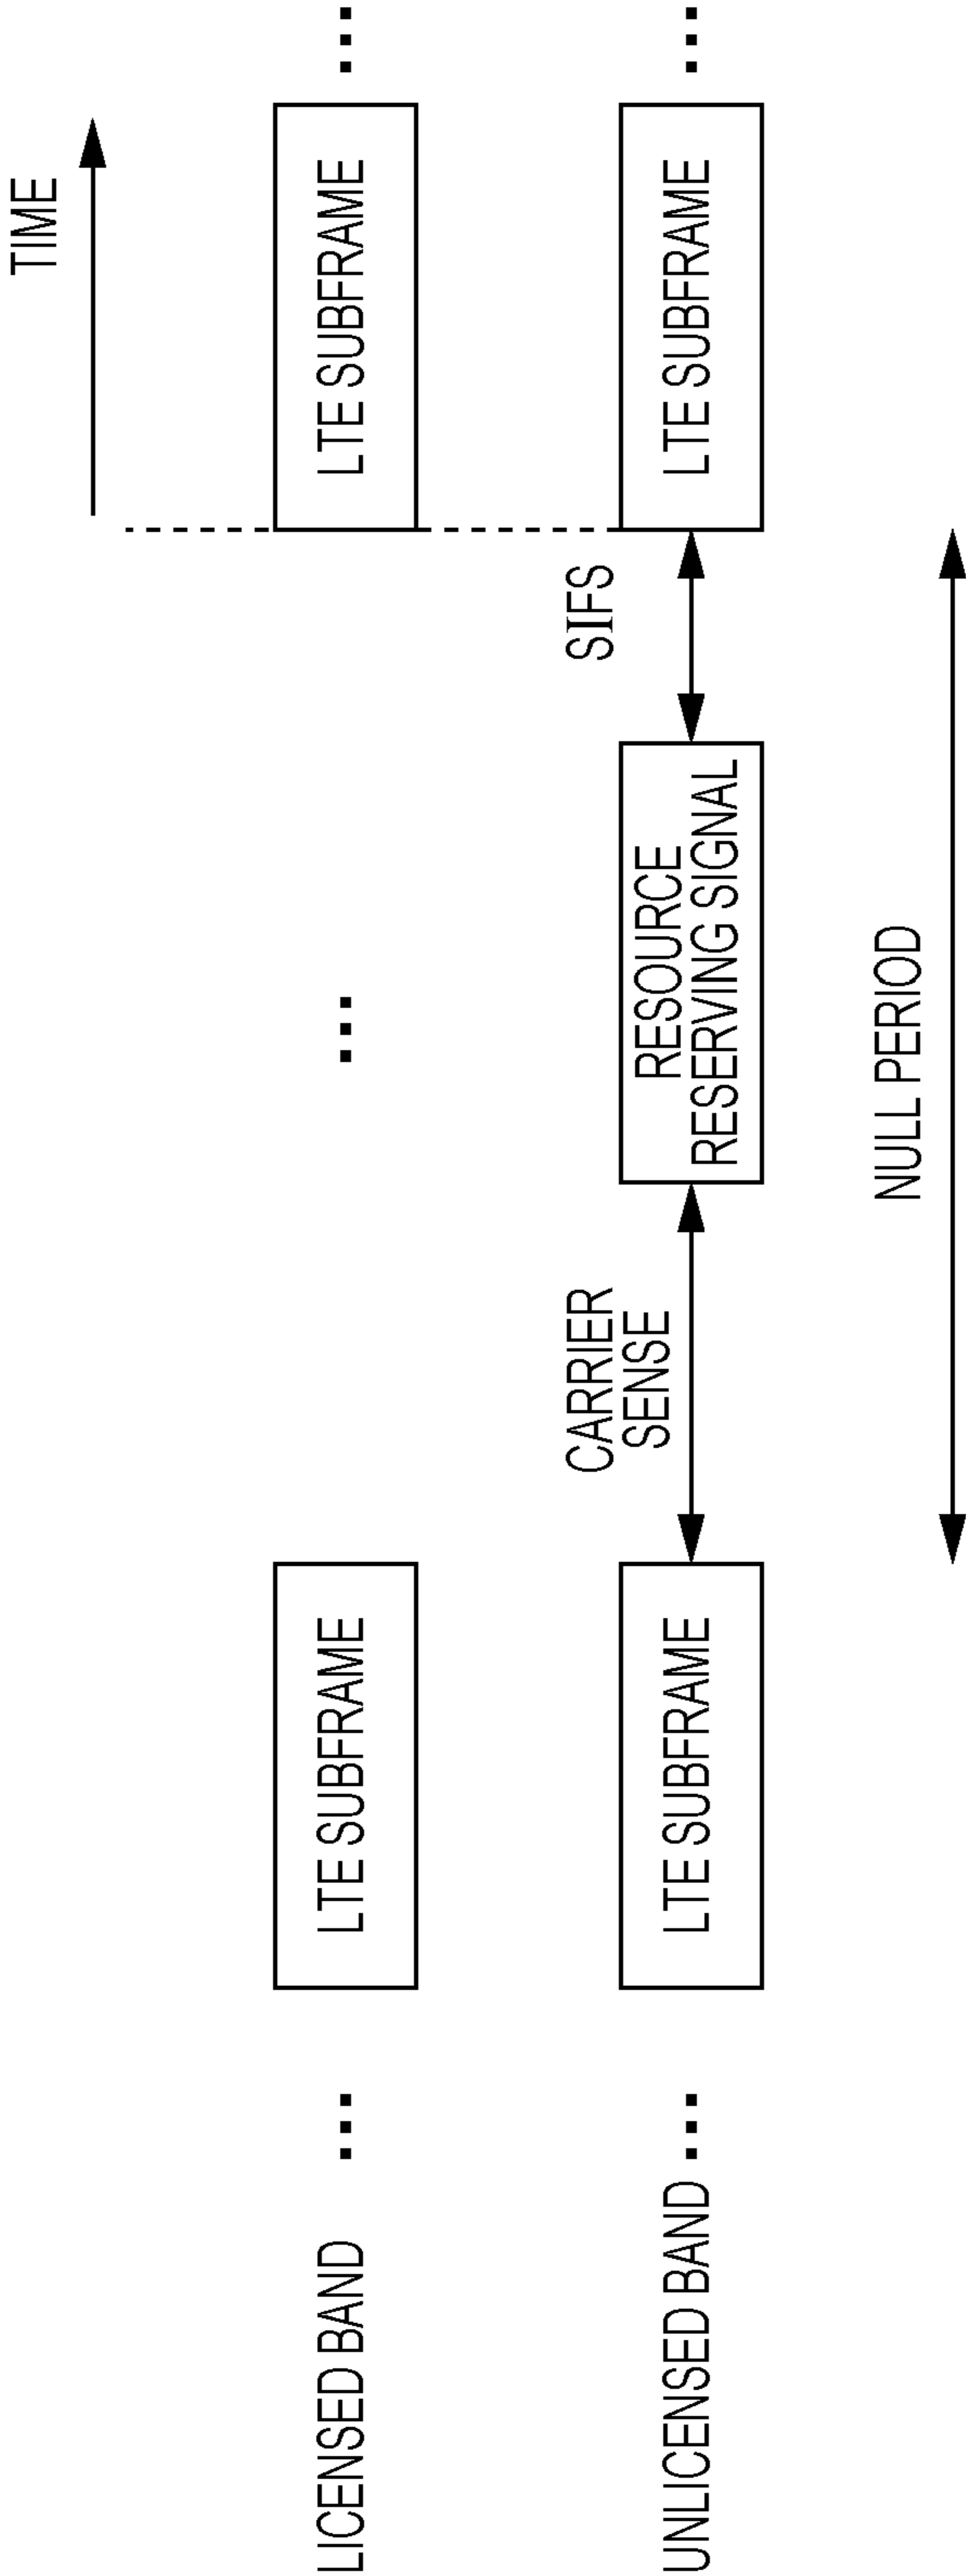 TIME
LICENSED BAND
LTE SUBFRAME
LTE SUBFRAME
UNLICENSED BAND
LTE SUBFRAME
CARRIER
SENSE
RESOURCE
RESERVING SIGNAL
SIFS
LTE SUBFRAME
NULL PERIOD